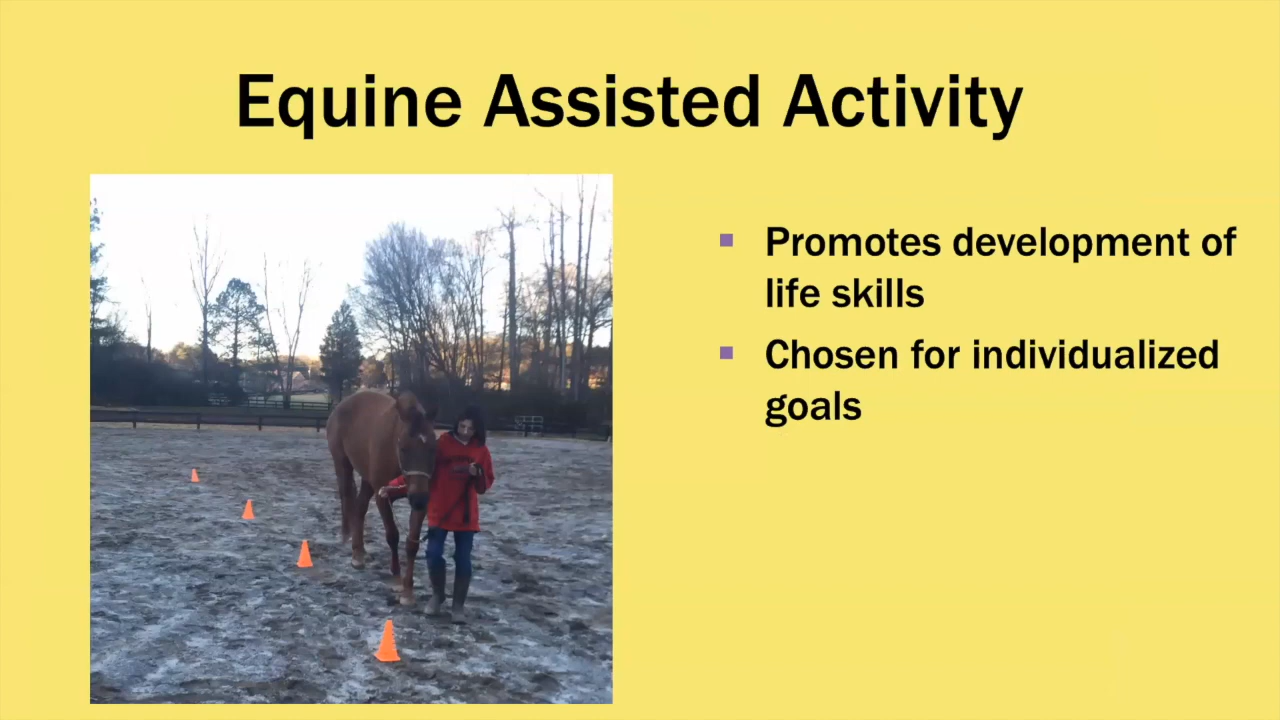 Equine Assisted Activity
Promotes development of
life skills
Chosen for individualized
goals